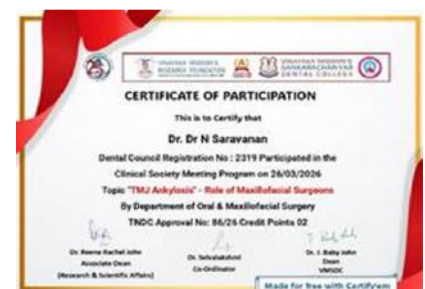 VINAYAKA MISSION'S
RESEARCH FOUNDATION
VINAYAKA MISSION'S
SANKARACHARIYAR
DENTAL COLLEGE
CERTIFICATE OF PARTICIPATION
This is to Certify that
Dr. Dr N Saravanan
Dental Council Registration No : 2319 Participated in the
Clinical Society Meeting Program on 26/03/2026
Topic "TMJ Ankylosis" - Role of Maxillofacial Surgeons
By Department of Oral & Maxillofacial Surgery
TNDC Approval No: 86/26 Credit Points 02
Dr. Reena Rachel John
Associate Dean
(Research & Scientific Affairs)
Dr. Selvalakshmi
Co-Ordinator
Dr. J. Baby John
Dean
VMSDC
Made for free with Certify'em